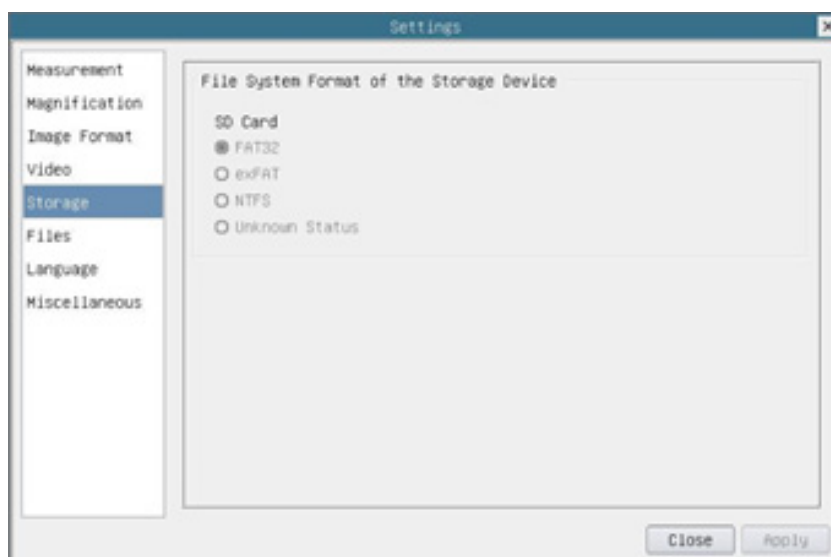 Settings
Measurement
Magnification
Image Format
Video
Storage
Files
Language
Miscellaneous
File System Format of the Storage Device
SD Card
FAT32
exFAT
NTFS
Unknown Status
Close
Apply